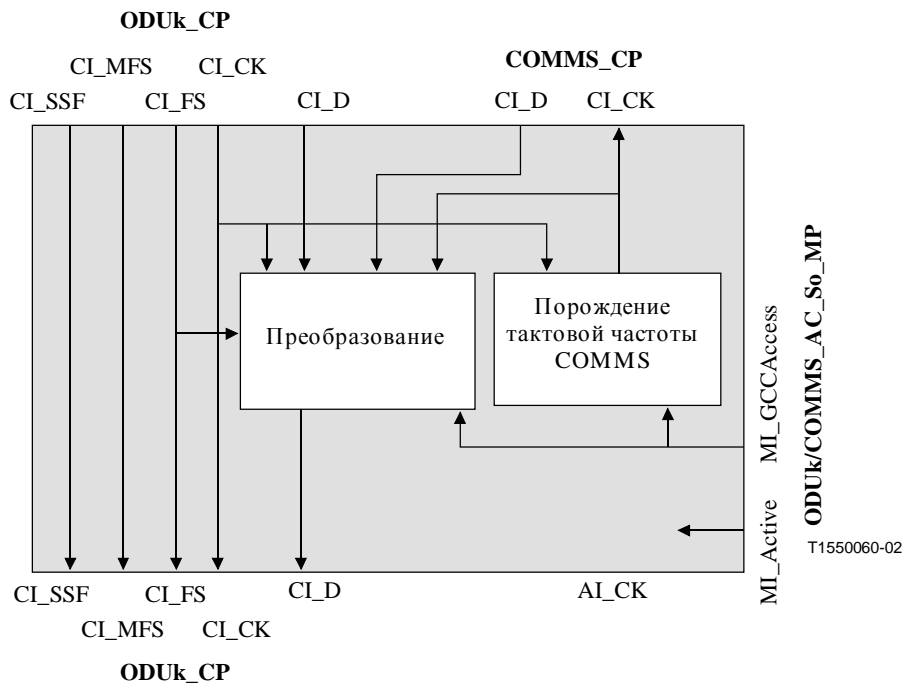 ODUk_CP
CI_MFS CI_CK
COMMS_CP
CI_SSF CI_FS CI_D CI_D CI_CK
Преобразование
Порождение
тактовой частоты
COMMS
MI_GCCAccess
MI_Active
ODUk/COMMS_AC_So_MP
T1550060-02
CI_SSF CI_FS CI_D AI_CK
CI_MFS CI_CK
ODUk_CP